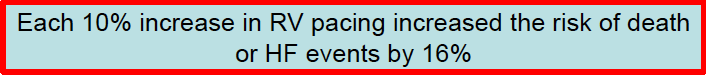 Each 10% increase in RV pacing increased the risk of death
or HF events by 16%